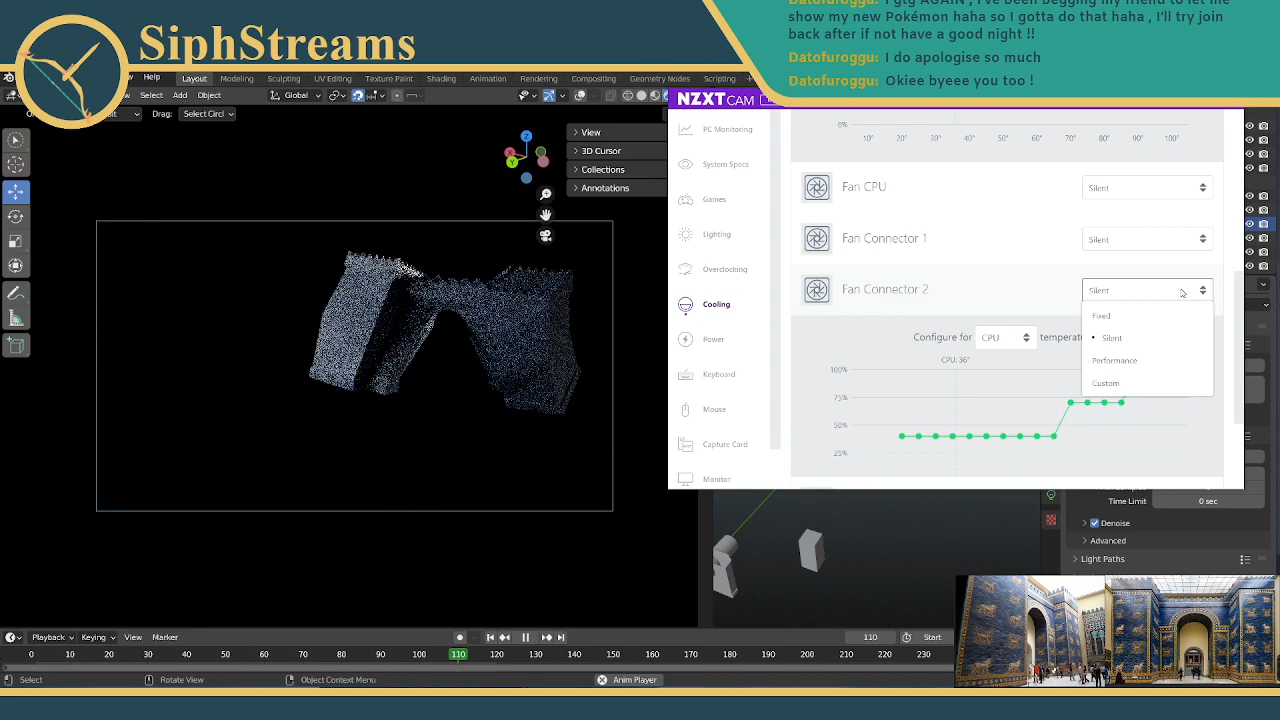 SiphStreams
Datofuroggu: I gtg AGAIN , I've been begging my friend to let me
show my new Pokémon haha so I gotta do that haha , I'll try join
back after if not have a good night !!
Datofuroggu: I do apologise so much
Datofuroggu: Okiee byeee you too !
Window Help Layout Modeling Sculpting UV Editing Texture Paint Shading Animation Rendering Compositing Geometry Nodes Scripting
Select Add Object Global
Drag: Select Circl
View
3D Cursor
Collections
Annotations
Z
X
Y
NZXT CAM
PC Monitoring
System Specs
Games
Lighting
Overclocking
Cooling
Power
Keyboard
Mouse
Capture Card
Monitor
0%
10° 20° 30° 40° 50° 60° 70° 80° 90° 100°
Fan CPU Silent
Fan Connector 1 Silent
Fan Connector 2 Silent
Fixed
Silent
Performance
Custom
Configure for CPU tempera
CPU: 36°
100%
75%
50%
25%
Time Limit 0 sec
Denoise
Advanced
Light Paths
Playback Keying View Marker 110 Start
0 10 20 30 40 50 60 70 80 90 100 110 120 130 140 150 160 170 180 190 200 210 220 230
Select Rotate View Object Context Menu Anim Player